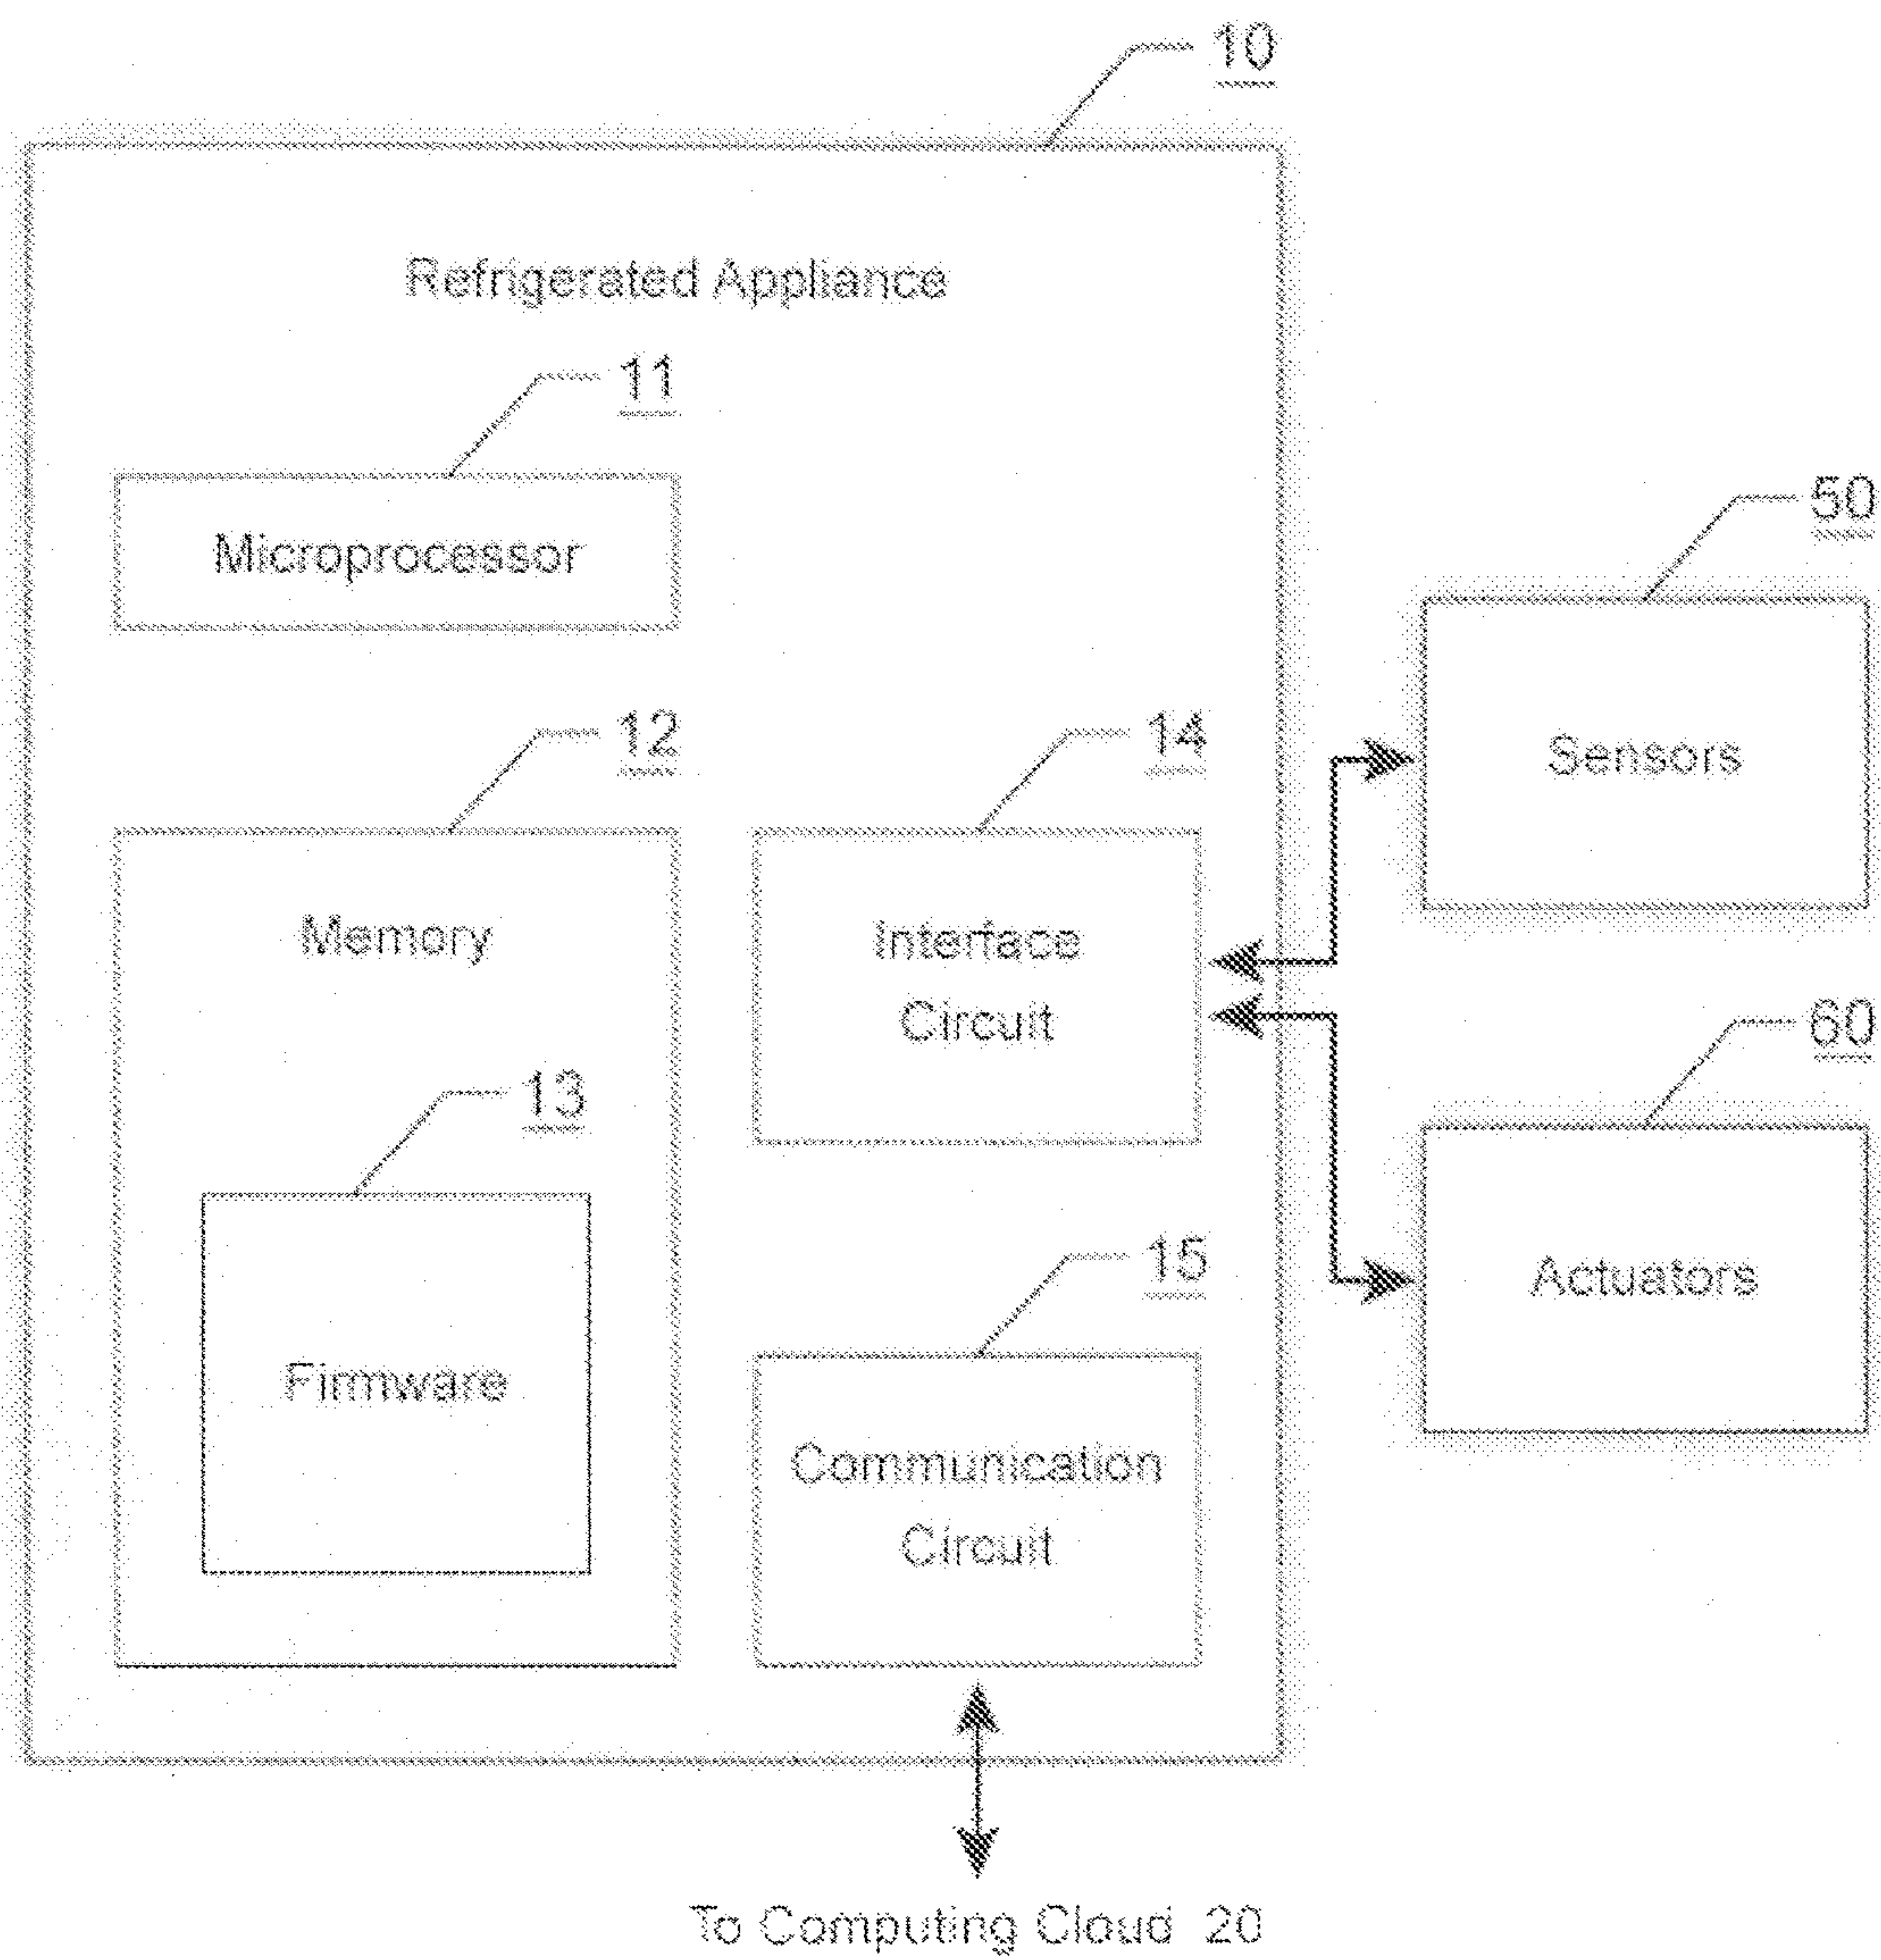 10
Refrigerated Appliance
11
Microprocessor
50
Sensors
12
Memory
14
Interface
Circuit
60
Actuators
13
Firmware
15
Communication
Circuit
To Computing Cloud 20